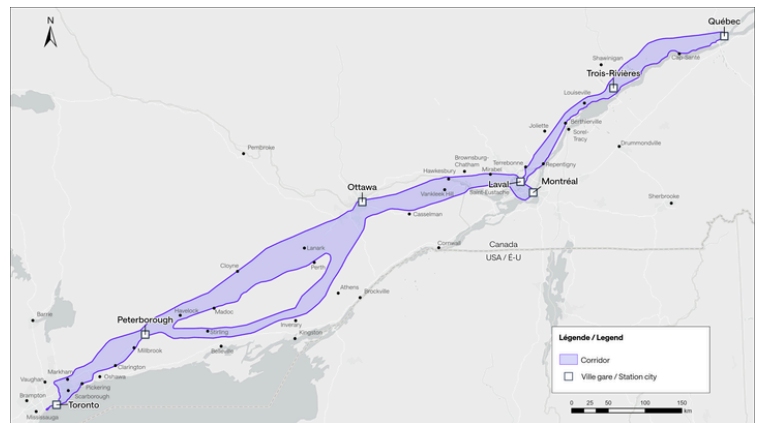 Québec
N
Cap-Santé
Shawinigan
Trois-Rivières
Louiseville
Berthierville
Joliette
Sorel-
Tracy
Drummondville
Pembroke
Brownsburg-
Chatham
Terrebonne
Mirabel
Repentigny
Hawkesbury
Laval
Montréal
Ottawa
Vankleek Hill
Saint-Eustache
Sherbrooke
Casselman
Lanark
Cornwall
Canada
USA / É-U
Perth
Cloyne
Athens
Brockville
Havelock
Madoc
Peterborough
Barrie
Inverary
Stirling
Kingston
Millbrook
Belleville
Légende / Legend
Corridor
Ville gare / Station city
Clarington
Markham
Oshawa
Vaughan
Pickering
Scarborough
Brampton
Toronto
Mississauga
0 25 50 100 150
km